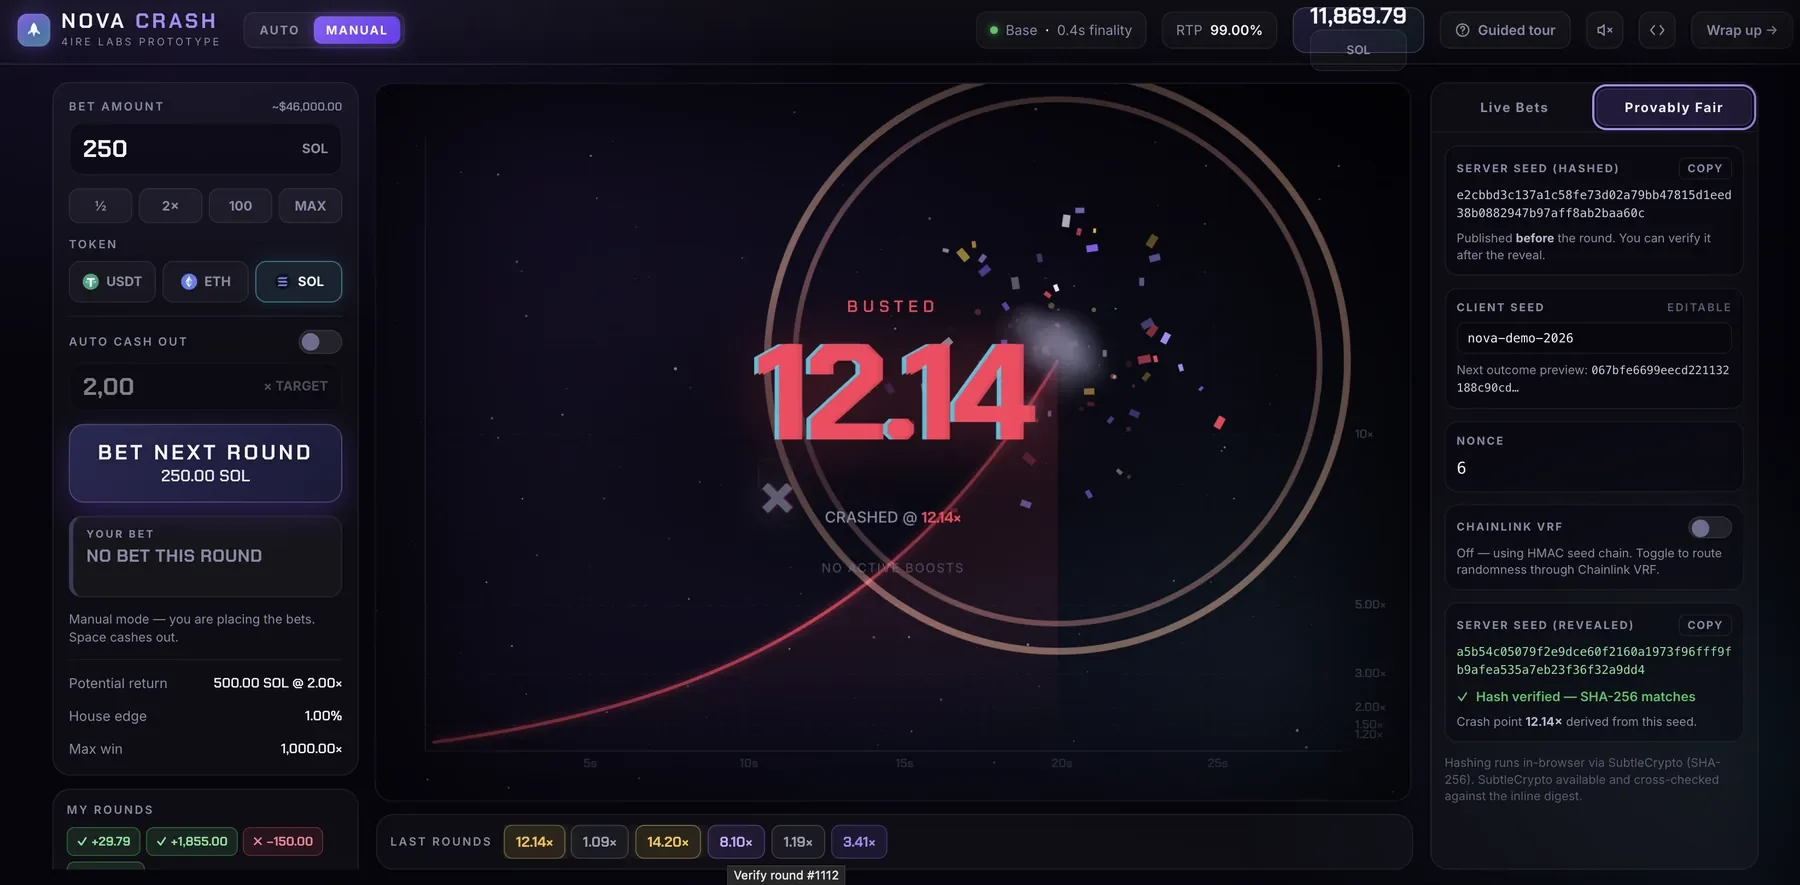 NOVA CRASH
4IRE LABS PROTOTYPE
AUTO
MANUAL
Base · 0.4s finality
RTP 99.00%
11,869.79
SOL
Guided tour
Wrap up →
BET AMOUNT
~$46,000.00
250
SOL
½
2×
100
MAX
TOKEN
USDT
ETH
SOL
AUTO CASH OUT
2,00
× TARGET
BET NEXT ROUND
250.00 SOL
YOUR BET
NO BET THIS ROUND
Manual mode — you are placing the bets.
Space cashes out.
Potential return
500.00 SOL @ 2.00×
House edge
1.00%
Max win
1,000.00×
MY ROUNDS
✓ +29.79
✓ +1,855.00
✕ −150.00
BUSTED
12.14
×
CRASHED @ 12.14×
NO ACTIVE BOOSTS
10×
5.00×
3.00×
2.00×
1.50×
1.20×
5s
10s
15s
20s
25s
LAST ROUNDS
12.14×
1.09×
14.20×
8.10×
1.19×
3.41×
Verify round #1112
Live Bets
Provably Fair
SERVER SEED (HASHED)
COPY
e2cbbd3c137a1c58fe73d02a79bb47815d1eed
38b0882947b97aff8ab2baa60c
Published before the round. You can verify it
after the reveal.
CLIENT SEED
EDITABLE
nova-demo-2026
Next outcome preview: 067bfe6699eecd221132
188c90cd…
NONCE
6
CHAINLINK VRF
Off — using HMAC seed chain. Toggle to route
randomness through Chainlink VRF.
SERVER SEED (REVEALED)
COPY
a5b54c05079f2e9dce60f2160a1973f96fff9f
b9afea535a7eb23f36f32a9dd4
✓ Hash verified — SHA-256 matches
Crash point 12.14× derived from this seed.
Hashing runs in-browser via SubtleCrypto (SHA-
256). SubtleCrypto available and cross-checked
against the inline digest.